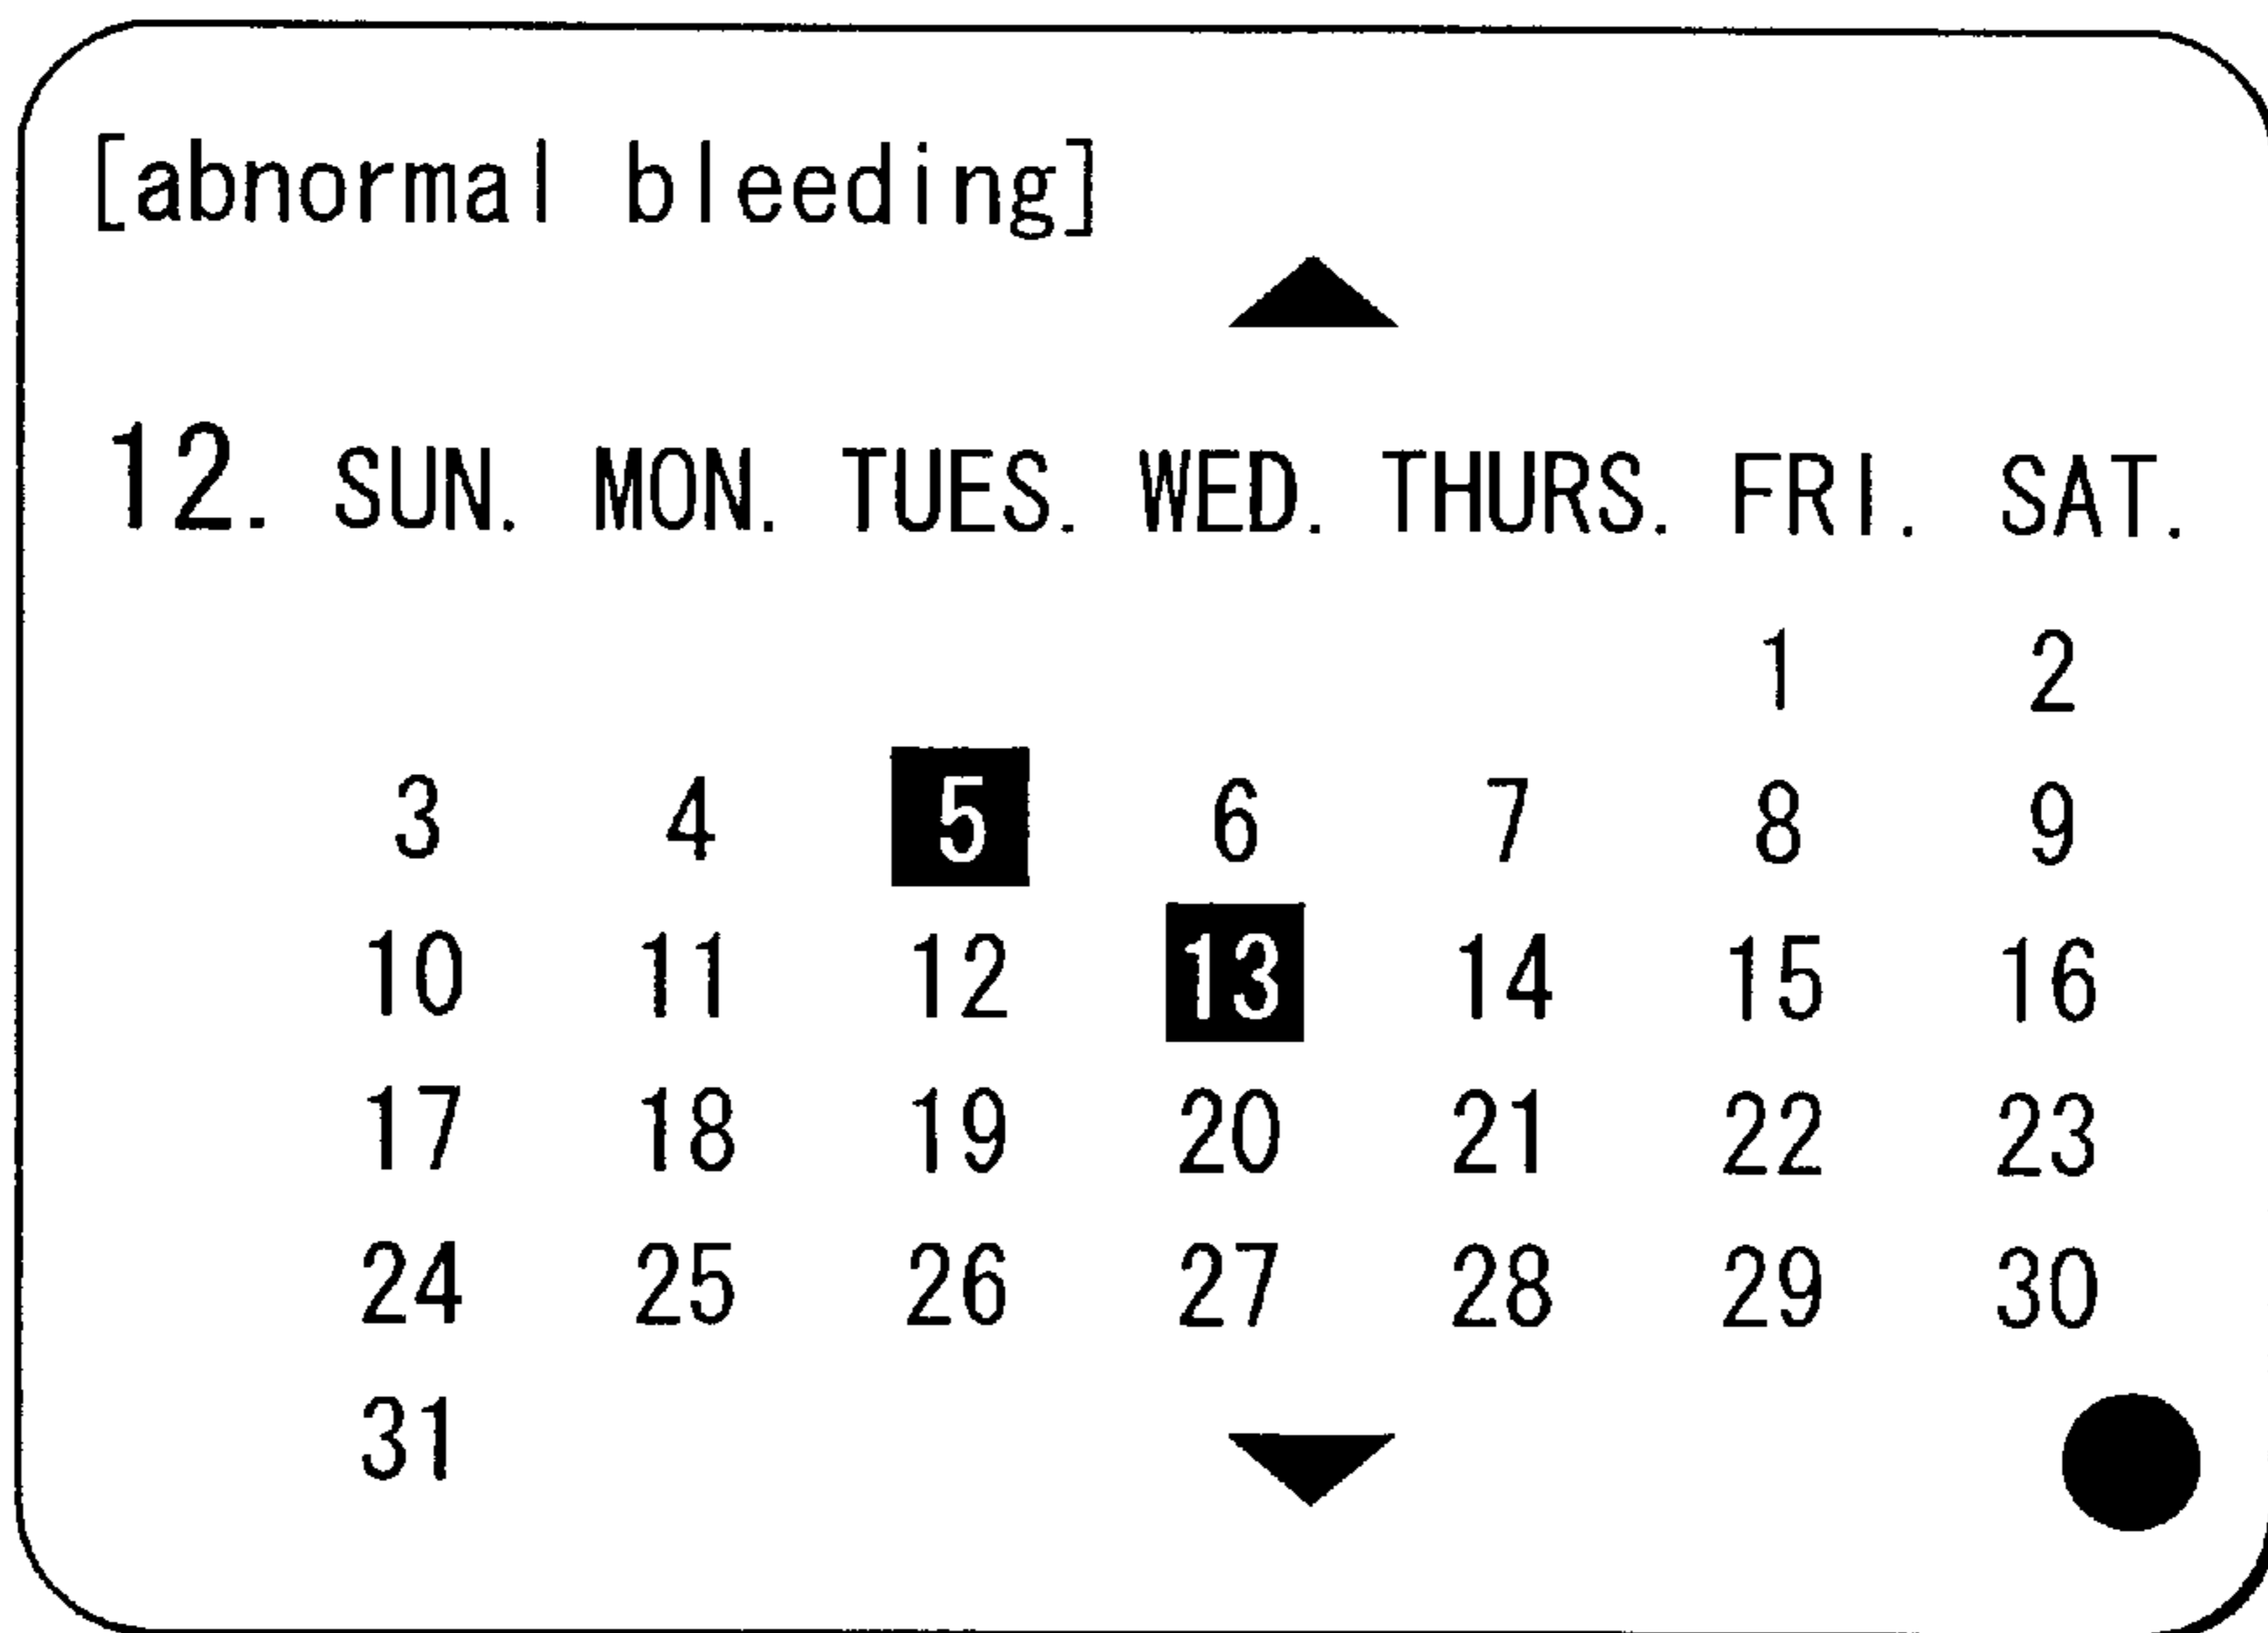 [abnormal bleeding]
12. SUN. MON. TUES. WED. THURS. FRI. SAT.
1 2
3 4 5 6 7 8 9
10 11 12 13 14 15 16
17 18 19 20 21 22 23
24 25 26 27 28 29 30
31